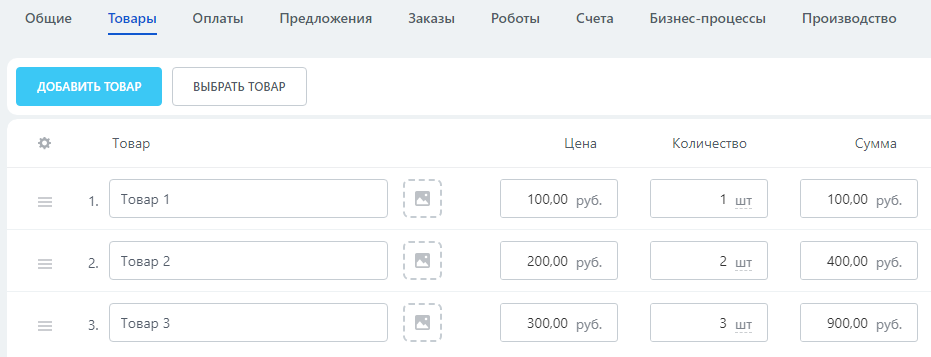 Общие Товары Оплаты Предложения Заказы Роботы Счета Бизнес-процессы Производство
ДОБАВИТЬ ТОВАР ВЫБРАТЬ ТОВАР
Товар Цена Количество Сумма
1. Товар 1 100,00 руб. 1 шт 100,00 руб.
2. Товар 2 200,00 руб. 2 шт 400,00 руб.
3. Товар 3 300,00 руб. 3 шт 900,00 руб.